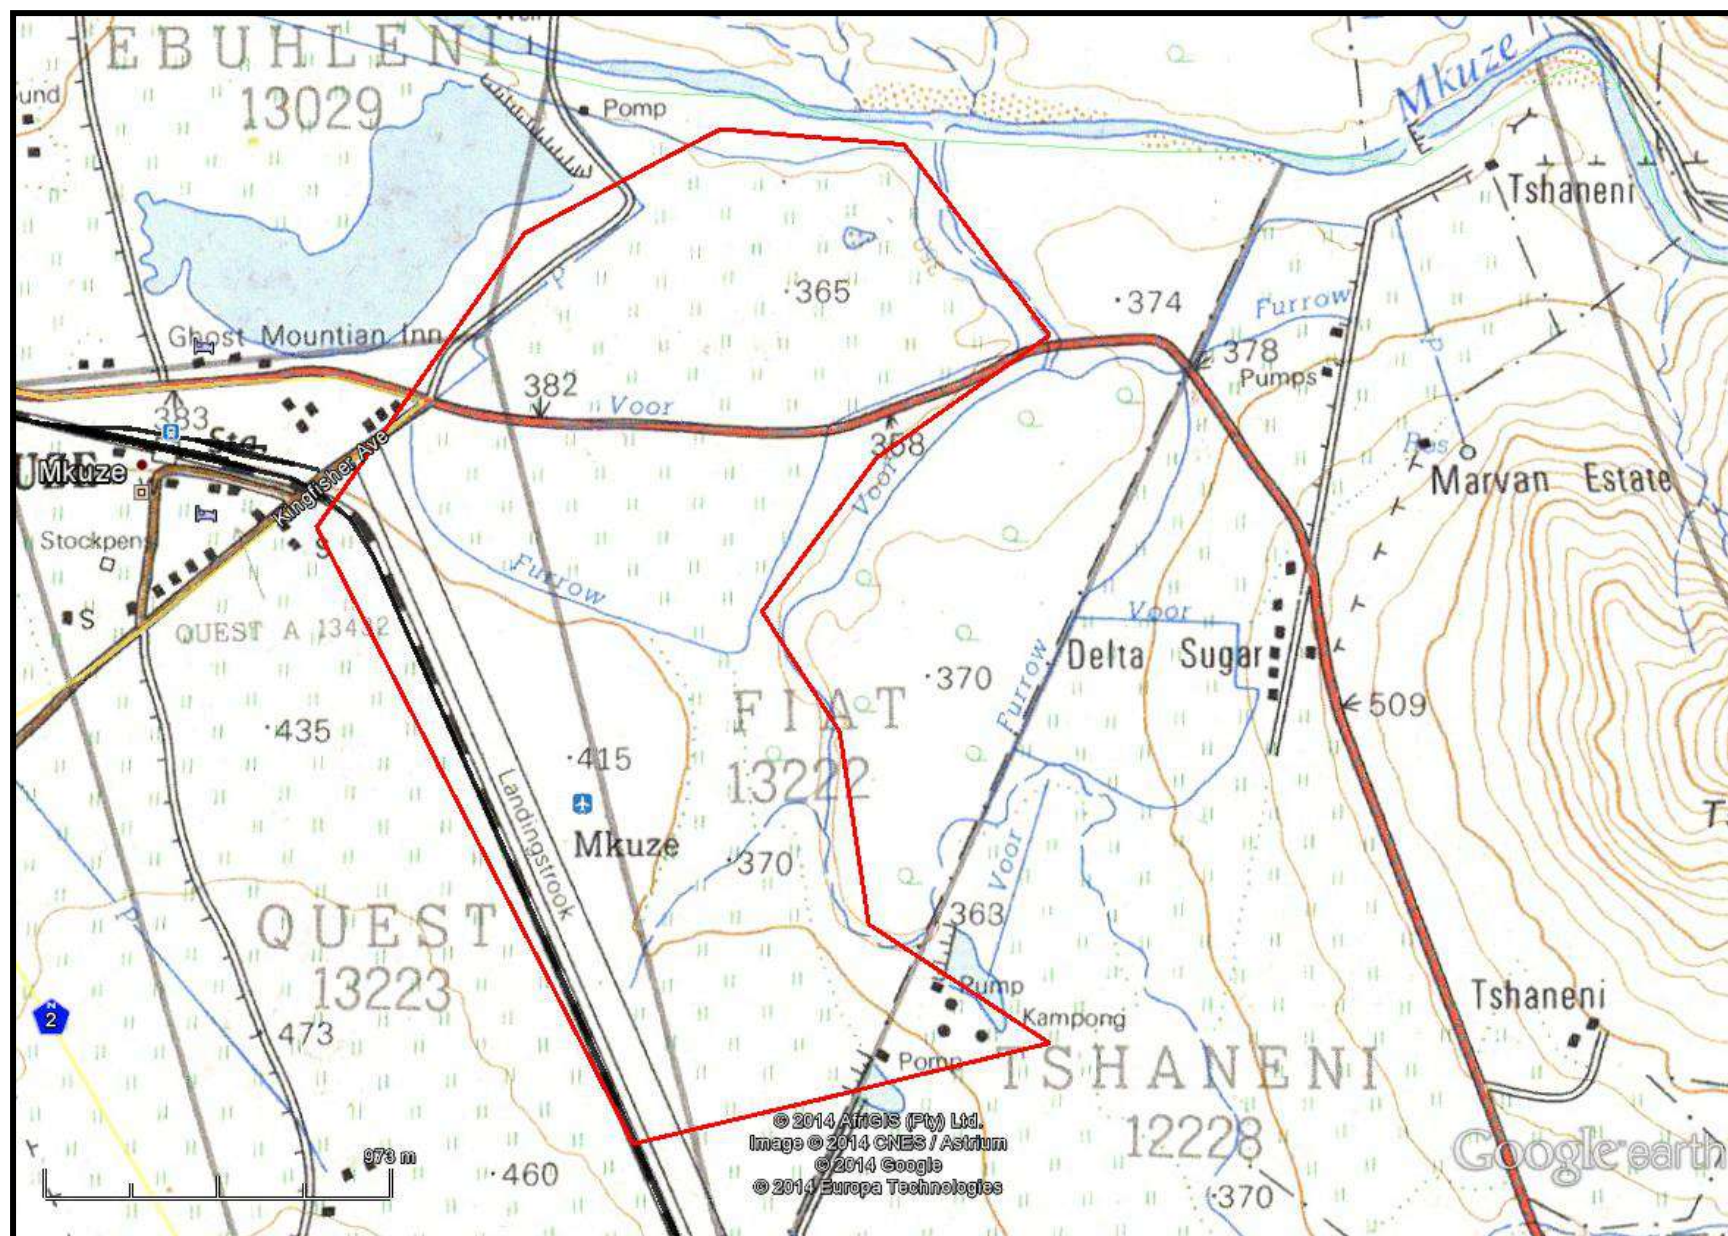 EBUHLENI
13029
Pomp
Mkuze
Tshaneni
365
250
374
Furrow
Ghost Mountian Inn
P
382
Voor
378
Pumps
P
383
Sta.
358
Kingfisher Ave
Mkuze
Marvan Estate
Voor
Stockpens
S
S
Furrow
QUEST A 13432
Voor
Delta Sugar
370
Furrow
FIAT
13222
509
435
415
Landingstrook
Mkuze
370
Voor
363
P
QUEST
13223
473
N
2
Pump
Kampong
Pomp
Tshaneni
TSHANENI
12228
© 2014 AfriGIS (Pty) Ltd.
Image © 2014 CNES / Astrium
© 2014 Google
© 2014 Europa Technologies
Google earth
973 m
460
370